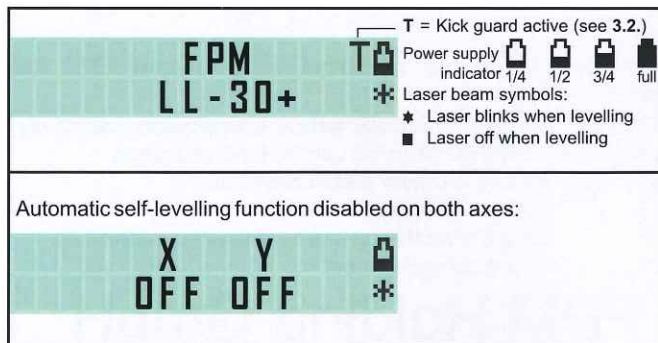 T = Kick guard active (see 3.2.)
FPM T
LL-30+ *
Power supply
indicator 1/4 1/2 3/4 full
Laser beam symbols:
✱ Laser blinks when levelling
■ Laser off when levelling
Automatic self-levelling function disabled on both axes:
X Y
OFF OFF *